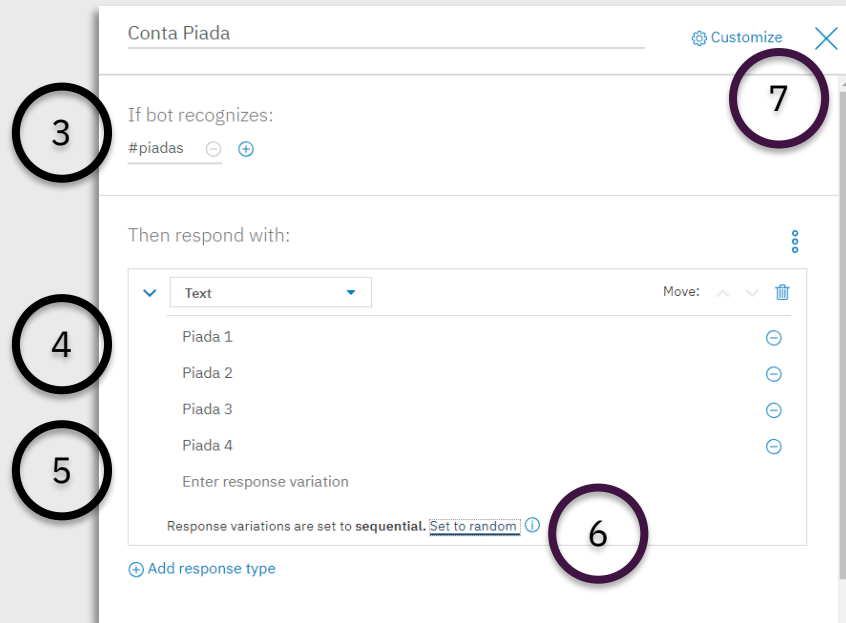 Conta Piada
Customize
7
3
If bot recognizes:
#piadas
Then respond with:
Text
Move:
4
Piada 1
Piada 2
Piada 3
Piada 4
5
Enter response variation
Response variations are set to sequential. Set to random
6
Add response type